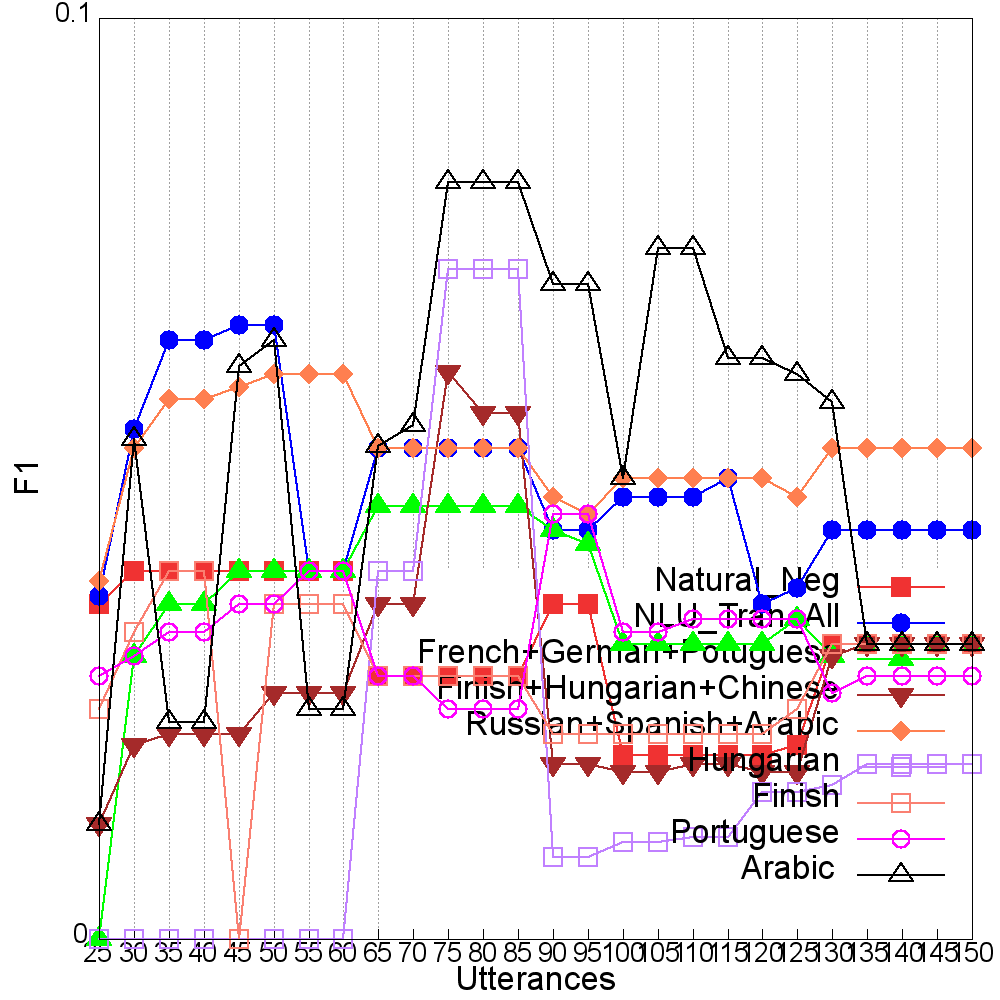 0.1
F1
Natural_Neg
NLU_Tran_All
French+German+Potuguese
Finish+Hungarian+Chinese
Russian+Spanish+Arabic
Hungarian
Finish
Portuguese
Arabic
0
25 30 35 40 45 50 55 60 65 70 75 80 85 90 95 100 105 110 115 120 125 130 135 140 145 150
Utterances